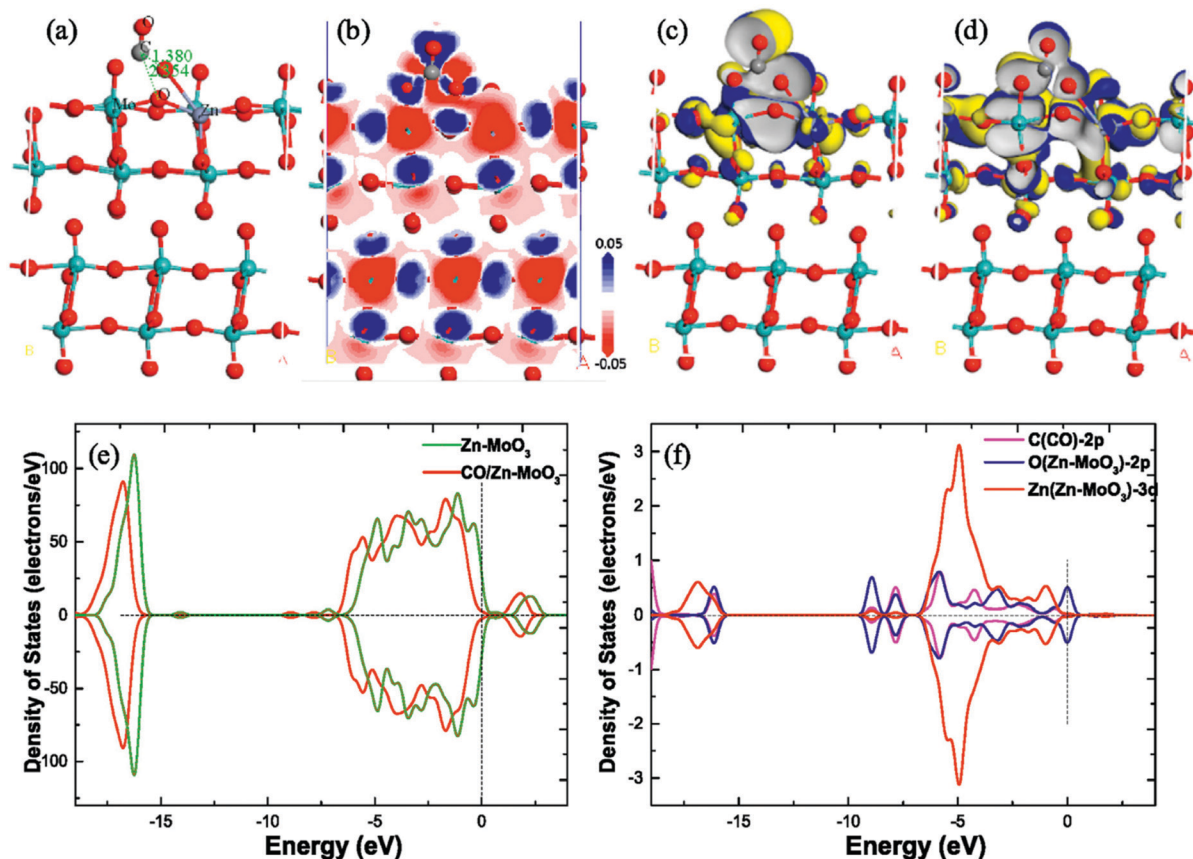 (a)
O
C
1.380
O
Mo
Zn
B
A
(b)
0.05
-0.05
B
A
(c)
B
A
(d)
B
A
(e)
Zn-MoO₃
CO/Zn-MoO₃
Density of States (electrons/eV)
100
50
0
50
100
-15
-10
-5
0
Energy (eV)
(f)
C(CO)-2p
O(Zn-MoO₃)-2p
Zn(Zn-MoO₃)-3d
Density of States (electrons/eV)
3
2
1
0
-1
-2
-3
-15
-10
-5
0
Energy (eV)